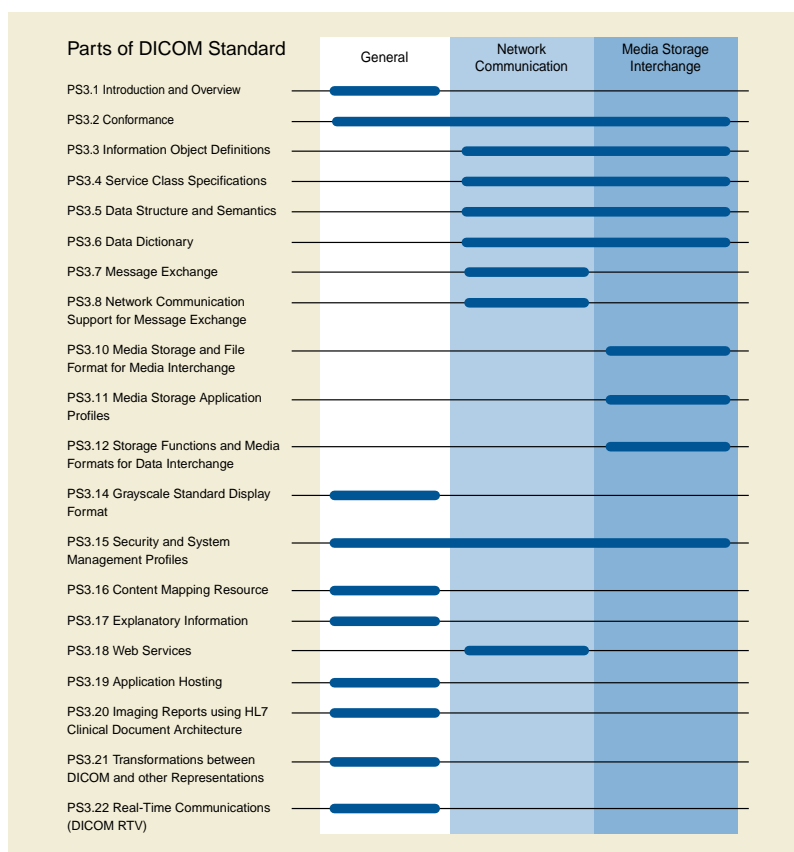 Parts of DICOM Standard
General
Network
Communication
Media Storage
Interchange
PS3.1 Introduction and Overview
PS3.2 Conformance
PS3.3 Information Object Definitions
PS3.4 Service Class Specifications
PS3.5 Data Structure and Semantics
PS3.6 Data Dictionary
PS3.7 Message Exchange
PS3.8 Network Communication
Support for Message Exchange
PS3.10 Media Storage and File
Format for Media Interchange
PS3.11 Media Storage Application
Profiles
PS3.12 Storage Functions and Media
Formats for Data Interchange
PS3.14 Grayscale Standard Display
Format
PS3.15 Security and System
Management Profiles
PS3.16 Content Mapping Resource
PS3.17 Explanatory Information
PS3.18 Web Services
PS3.19 Application Hosting
PS3.20 Imaging Reports using HL7
Clinical Document Architecture
PS3.21 Transformations between
DICOM and other Representations
PS3.22 Real-Time Communications
(DICOM RTV)